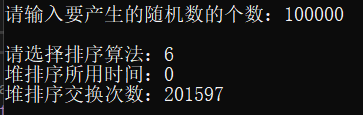 请输入要产生的随机数的个数：100000
请选择排序算法：6
堆排序所用时间：0
堆排序交换次数：201597